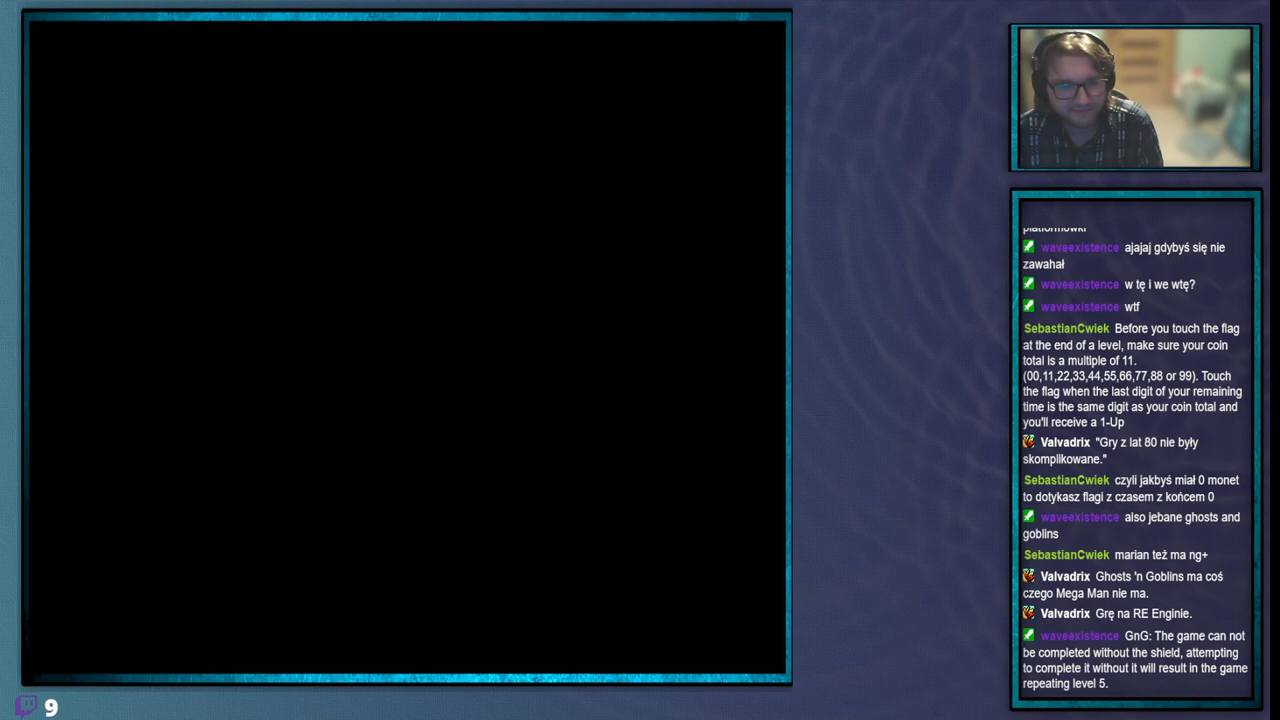 platformówki
waveexistence ajajaj gdybyś się nie
zawahał
waveexistence w tę i we wtę?
waveexistence wtf
SebastianCwiek Before you touch the flag
at the end of a level, make sure your coin
total is a multiple of 11.
(00,11,22,33,44,55,66,77,88 or 99). Touch
the flag when the last digit of your remaining
time is the same digit as your coin total and
you'll receive a 1-Up
Valvadrix "Gry z lat 80 nie były
skomplikowane."
SebastianCwiek czyli jakbyś miał 0 monet
to dotykasz flagi z czasem z końcem 0
waveexistence also jebane ghosts and
goblins
SebastianCwiek marian też ma ng+
Valvadrix Ghosts 'n Goblins ma coś
czego Mega Man nie ma.
Valvadrix Grę na RE Enginie.
waveexistence GnG: The game can not
be completed without the shield, attempting
to complete it without it will result in the game
repeating level 5.
9